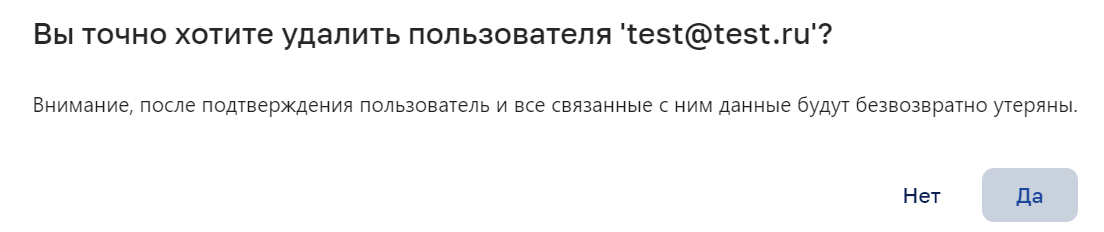 Вы точно хотите удалить пользователя 'test@test.ru'?
Внимание, после подтверждения пользователь и все связанные с ним данные будут безвозвратно утеряны.
Нет Да